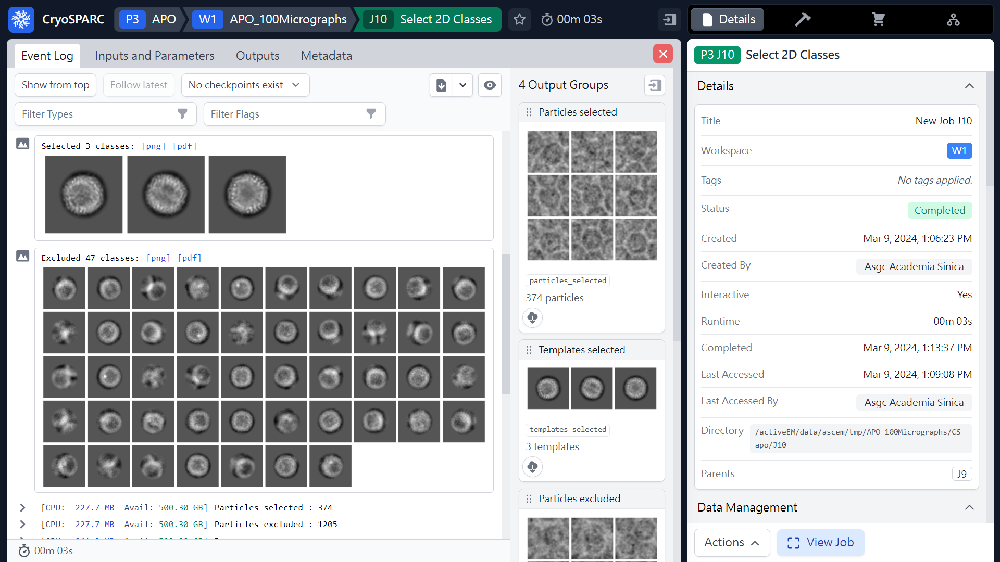 CryoSPARC P3 APO W1 APO_100Micrographs J10 Select 2D Classes 00m 03s Details
Event Log Inputs and Parameters Outputs Metadata
Show from top Follow latest No checkpoints exist
Filter Types Filter Flags
Selected 3 classes: [png] [pdf]
Excluded 47 classes: [png] [pdf]
[CPU: 227.7 MB Avail: 500.30 GB] Particles selected : 374
[CPU: 227.7 MB Avail: 500.30 GB] Particles excluded : 1205
00m 03s
4 Output Groups
Particles selected
particles_selected
374 particles
Templates selected
templates_selected
3 templates
Particles excluded
P3 J10 Select 2D Classes
Details
Title New Job J10
Workspace W1
Tags No tags applied.
Status Completed
Created Mar 9, 2024, 1:06:23 PM
Created By Asgc Academia Sinica
Interactive Yes
Runtime 00m 03s
Completed Mar 9, 2024, 1:13:37 PM
Last Accessed Mar 9, 2024, 1:09:08 PM
Last Accessed By Asgc Academia Sinica
Directory /activeEM/data/ascem/tmp/APO_100Micrographs/CS-
apo/J10
Parents J9
Data Management
Actions View Job